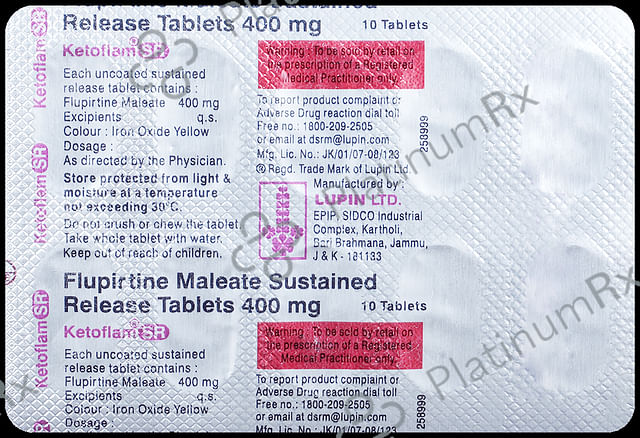 Flupirtine Maleate Sustained
Release Tablets 400 mg 10 Tablets
Ketoflam SR
Each uncoated sustained
release tablet contains :
Flupirtine Maleate 400 mg
Excipients q.s.
Colour : Iron Oxide Yellow
Dosage :
As directed by the Physician.
Store protected from light &
moisture at a temperature
not exceeding 30°C.
Do not crush or chew the tablet.
Take whole tablet with water.
Keep out of reach of children.
Warning : To be sold by retail on
the prescription of a Registered
Medical Practitioner only.
To report product complaint or
Adverse Drug reaction dial toll
Free no.: 1800-209-2505
or email at dsrm@lupin.com
Mfg. Lic. No.: JK/01/07-08/123
® Regd. Trade Mark of Lupin Ltd.
Manufactured by :
LUPIN LTD.
EPIP, SIDCO Industrial
Complex, Kartholi,
Bari Brahmana, Jammu,
J & K - 181133
258999
Ketoflam SR
Ketoflam SR
Flupirtine Maleate Sustained
Release Tablets 400 mg 10 Tablets
Ketoflam SR
Each uncoated sustained
release tablet contains :
Flupirtine Maleate 400 mg
Excipients q.s.
Colour : Iron Oxide Yellow
Dosage :
Warning : To be sold by retail on
the prescription of a Registered
Medical Practitioner only.
To report product complaint or
Adverse Drug reaction dial toll
Free no.: 1800-209-2505
or email at dsrm@lupin.com
Mfg. Lic. No.: JK/01/07-08/123
258999
Ketoflam SR
PlatinumRx
PlatinumRx
PlatinumRx
Rx